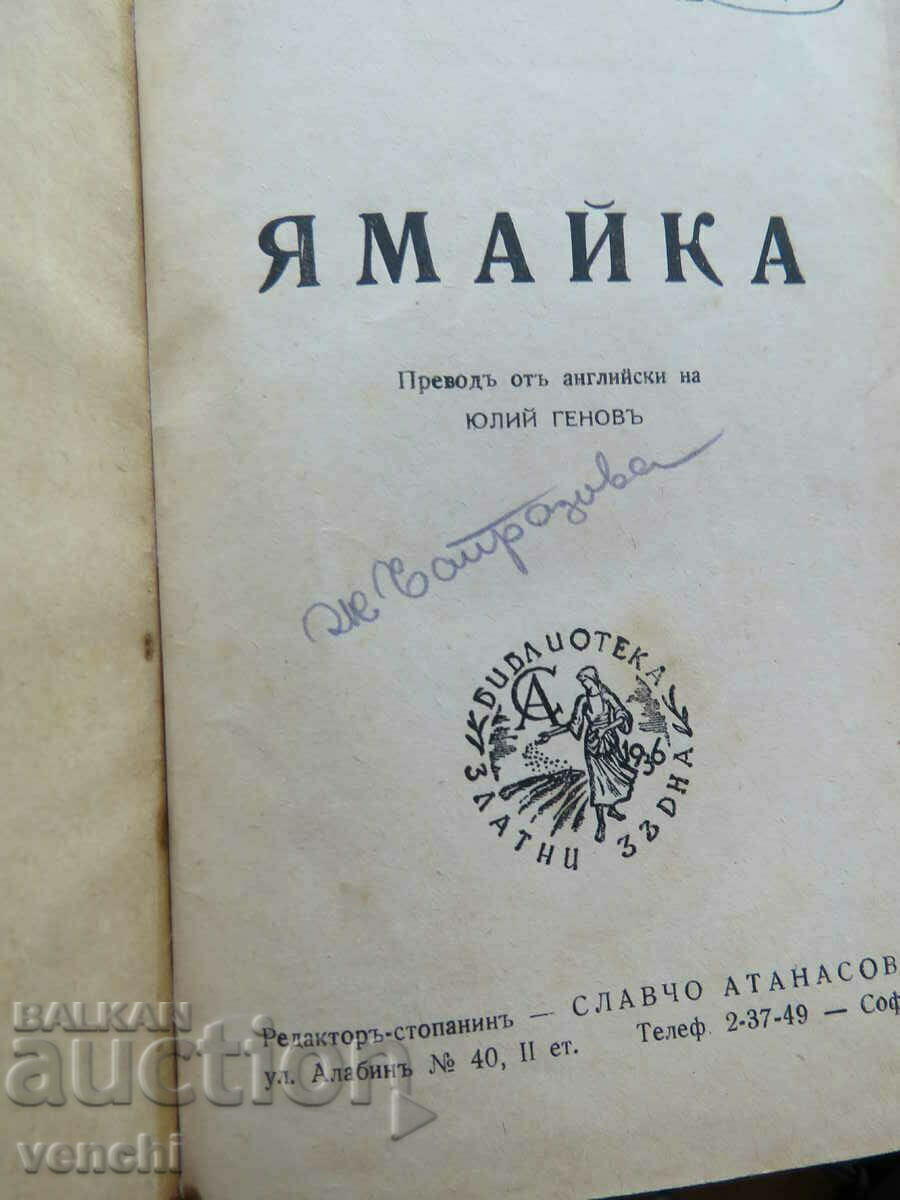 ЯМАЙКА
Преводъ отъ английски на
ЮЛИЙ ГЕНОВЪ
БИБЛИОТЕКА
СА
1936
ЗЛАТНИ ЗЪРНА
Редакторъ-стопанинъ — СЛАВЧО АТАНАСОВ
ул. Алабинъ № 40, II ет. Телеф. 2-37-49 — Соф
BALKAN
auction
venchi